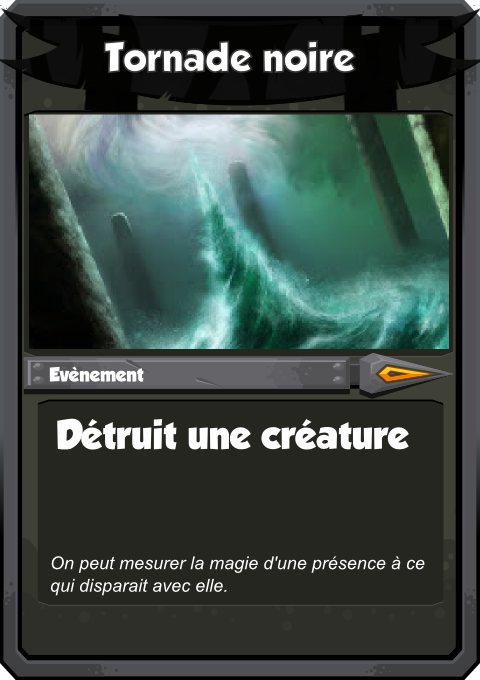 Tornade noire
Evènement
Détruit une créature
On peut mesurer la magie d'une présence à ce
qui disparait avec elle.